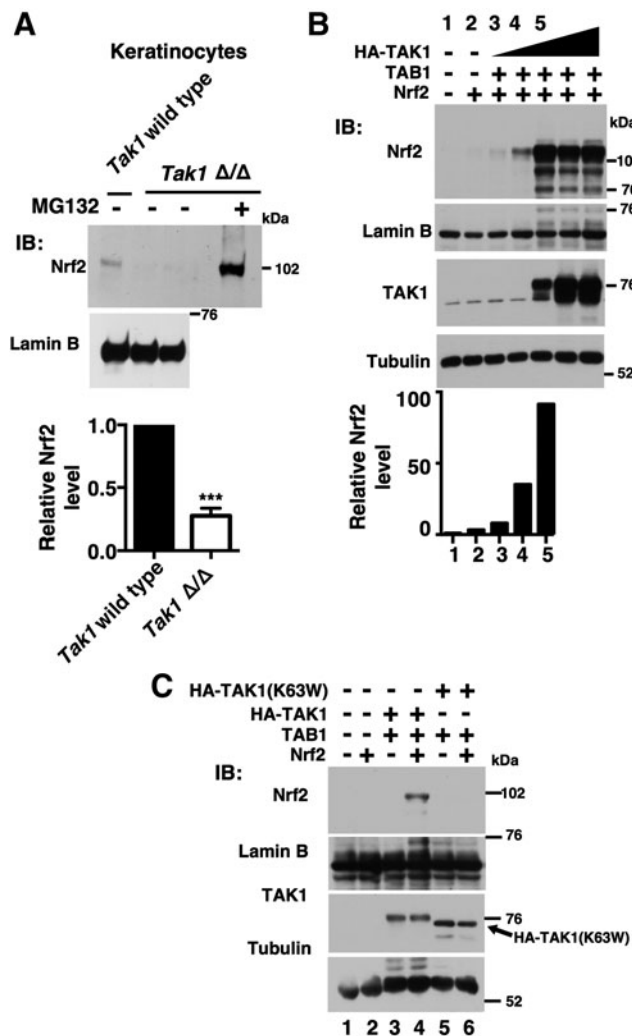 A
Keratinocytes
Tak1 wild type
Tak1 Δ/Δ
MG132 - - - +
kDa
IB:
Nrf2
102
76
Lamin B
Relative Nrf2
level
1.0
0.5
0.0
***
Tak1 wild type
Tak1 Δ/Δ
B
1 2 3 4 5
HA-TAK1 - -
TAB1 - - + + + + +
Nrf2 - + + + + + +
IB:
kDa
Nrf2
102
76
76
Lamin B
TAK1
76
Tubulin
52
Relative Nrf2
level
100
50
0
1 2 3 4 5
C
HA-TAK1(K63W) - - - - + +
HA-TAK1 - - + + - -
TAB1 - - + + + +
Nrf2 - + - + - +
IB:
kDa
Nrf2
102
76
Lamin B
TAK1
76
HA-TAK1(K63W)
Tubulin
52
1 2 3 4 5 6